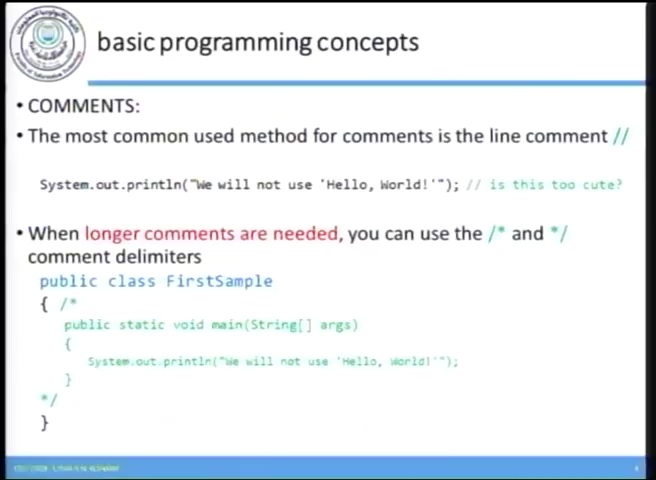 basic programming concepts
• COMMENTS:
• The most common used method for comments is the line comment //
System.out.println("We will not use 'Hello, World!'"); // is this too cute?
• When longer comments are needed, you can use the /* and */
comment delimiters
public class FirstSample
{ /*
public static void main(String[] args)
{
System.out.println("We will not use 'Hello, World!'");
}
*/
}